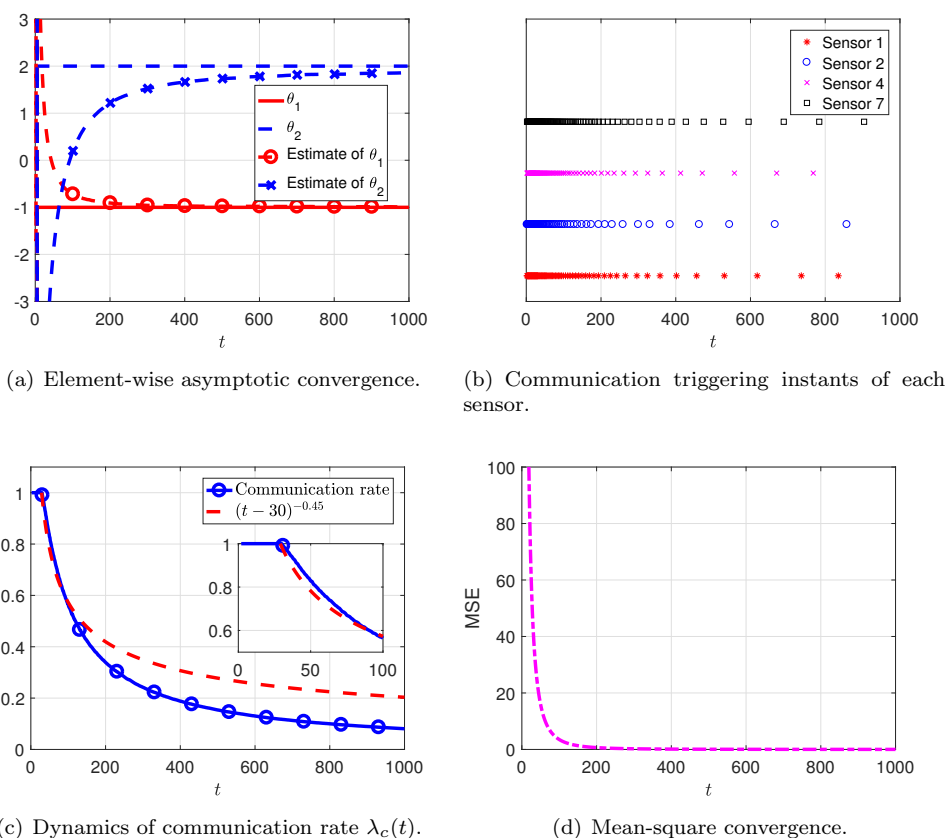 3
2
1
0
-1
-2
-3
0
200
400
600
800
1000
t
θ1
θ2
Estimate of θ1
Estimate of θ2
(a) Element-wise asymptotic convergence.
0
200
400
600
800
1000
t
Sensor 1
Sensor 2
Sensor 4
Sensor 7
(b) Communication triggering instants of each
sensor.
1
0.8
0.6
0.4
0.2
0
0
200
400
600
800
1000
t
Communication rate
(t − 30)^−0.45
1
0.8
0.6
0
50
100
(c) Dynamics of communication rate λc(t).
100
80
60
40
20
0
MSE
0
200
400
600
800
1000
t
(d) Mean-square convergence.